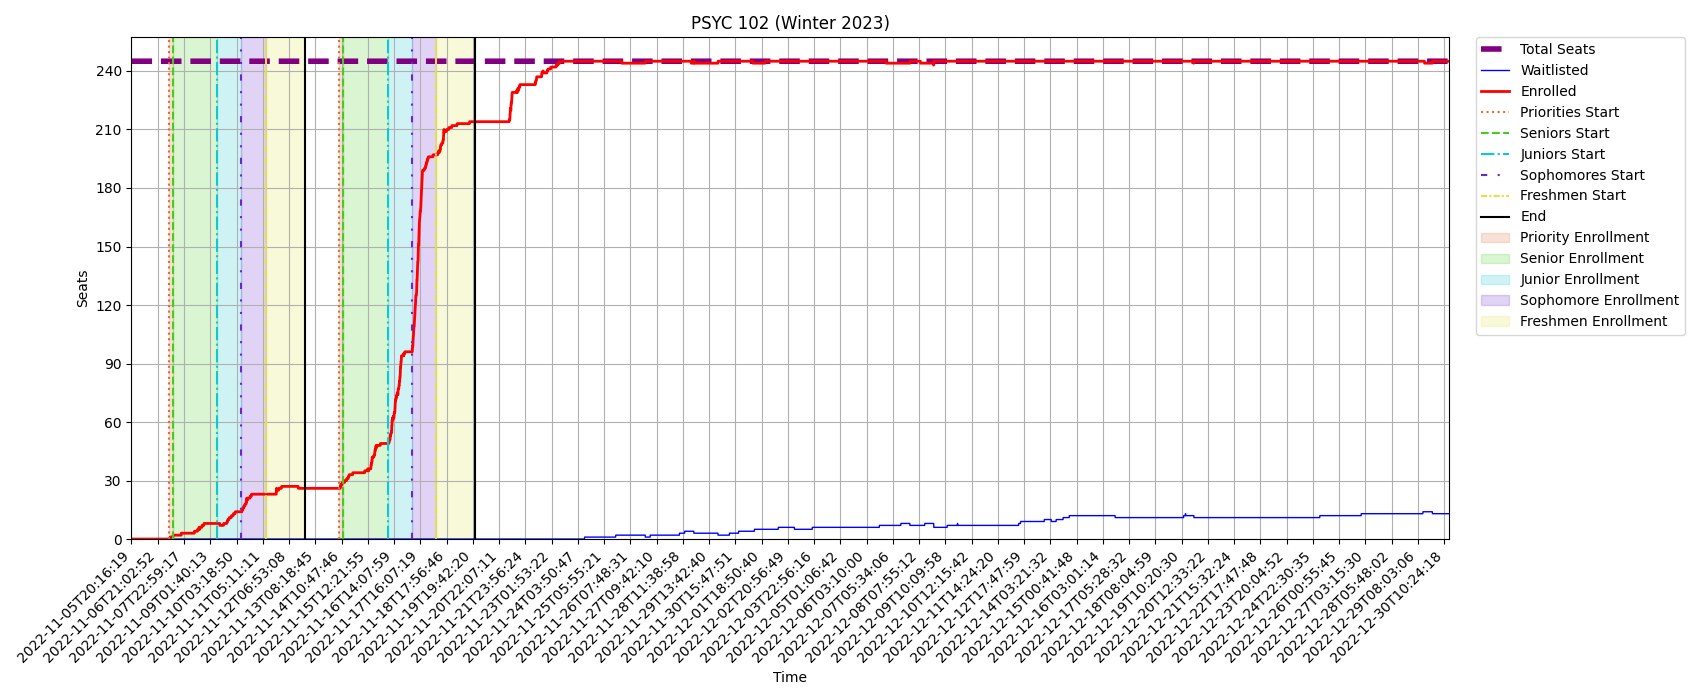 PSYC 102 (Winter 2023)
Seats
240
210
180
150
120
90
60
30
0
2022-11-05T20:16:19
2022-11-06T21:02:52
2022-11-07T22:59:17
2022-11-09T01:40:13
2022-11-10T03:18:50
2022-11-11T05:11:11
2022-11-12T06:53:08
2022-11-13T08:18:45
2022-11-14T10:47:46
2022-11-15T12:21:55
2022-11-16T14:07:59
2022-11-17T16:07:19
2022-11-18T17:56:46
2022-11-19T19:42:20
2022-11-20T22:07:11
2022-11-21T23:56:24
2022-11-23T01:53:22
2022-11-24T03:50:47
2022-11-25T05:55:21
2022-11-26T07:48:31
2022-11-27T09:42:10
2022-11-28T11:38:58
2022-11-29T13:42:40
2022-11-30T15:47:51
2022-12-01T18:50:40
2022-12-02T20:56:49
2022-12-03T22:56:16
2022-12-05T01:06:42
2022-12-06T03:10:00
2022-12-07T05:34:06
2022-12-08T07:55:12
2022-12-09T10:09:58
2022-12-10T12:15:42
2022-12-11T14:24:20
2022-12-12T17:47:59
2022-12-14T03:21:32
2022-12-15T00:41:48
2022-12-16T03:01:14
2022-12-17T05:28:32
2022-12-18T08:04:59
2022-12-19T10:20:30
2022-12-20T12:33:22
2022-12-21T15:32:24
2022-12-22T17:47:48
2022-12-23T20:04:52
2022-12-24T22:30:35
2022-12-26T00:55:45
2022-12-27T03:15:30
2022-12-28T05:48:02
2022-12-29T08:03:06
2022-12-30T10:24:18
Time
Total Seats
Waitlisted
Enrolled
Priorities Start
Seniors Start
Juniors Start
Sophomores Start
Freshmen Start
End
Priority Enrollment
Senior Enrollment
Junior Enrollment
Sophomore Enrollment
Freshmen Enrollment